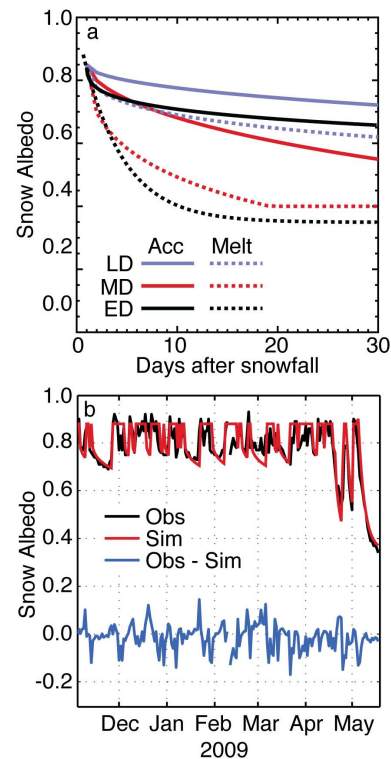 a
1.0
0.8
0.6
0.4
0.2
0.0
Snow Albedo
Acc Melt
LD
MD
ED
0 10 20 30
Days after snowfall
b
1.0
0.8
0.6
0.4
0.2
0.0
-0.2
Snow Albedo
Obs
Sim
Obs - Sim
Dec Jan Feb Mar Apr May
2009